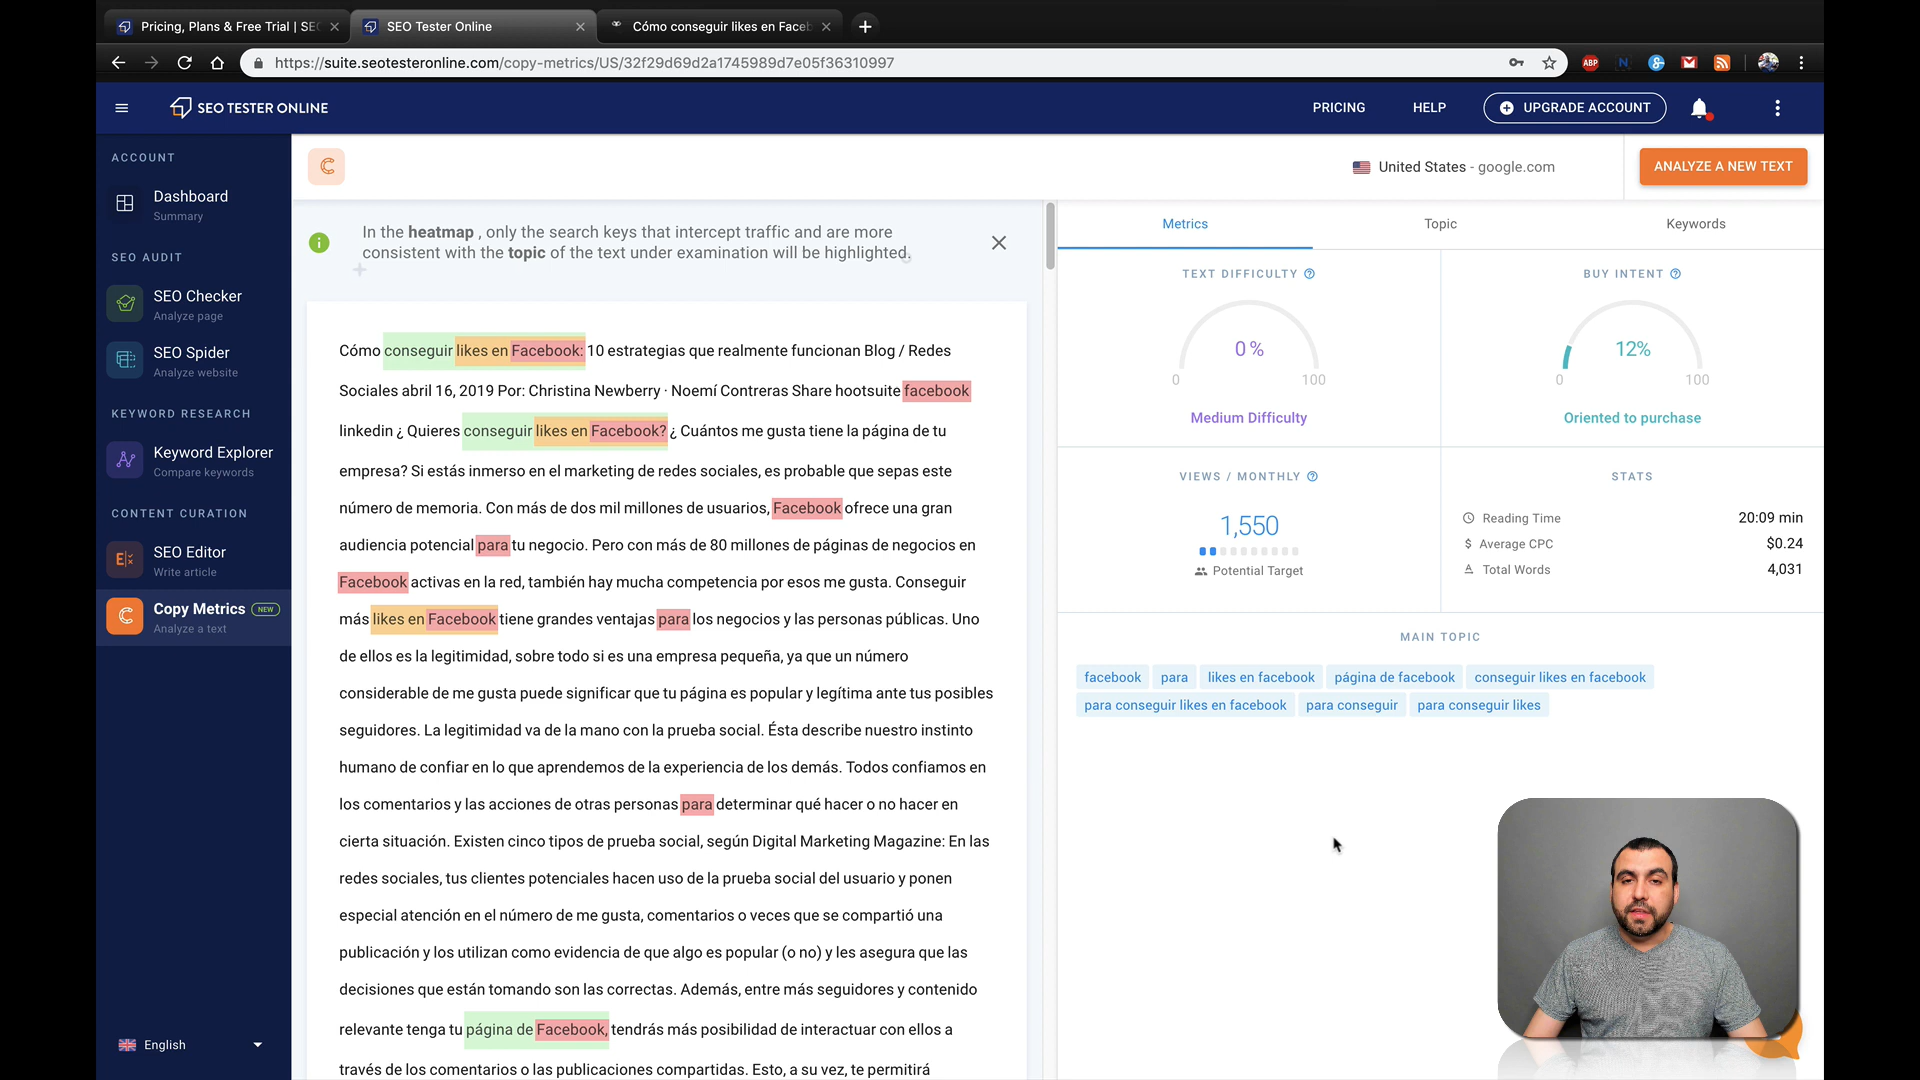 Pricing, Plans & Free Trial | SEO
SEO Tester Online
Cómo conseguir likes en Faceb
https://suite.seotesteronline.com/copy-metrics/US/32f29d69d2a1745989d7e05f36310997
ABP
N
SEO TESTER ONLINE
PRICING
HELP
UPGRADE ACCOUNT
ACCOUNT
Dashboard
Summary
SEO AUDIT
SEO Checker
Analyze page
SEO Spider
Analyze website
KEYWORD RESEARCH
Keyword Explorer
Compare keywords
CONTENT CURATION
SEO Editor
Write article
Copy Metrics NEW
Analyze a text
English
C
United States - google.com
ANALYZE A NEW TEXT
In the heatmap , only the search keys that intercept traffic and are more
consistent with the topic of the text under examination will be highlighted.
Cómo conseguir likes en Facebook: 10 estrategias que realmente funcionan Blog / Redes
Sociales abril 16, 2019 Por: Christina Newberry · Noemí Contreras Share hootsuite facebook
linkedin ¿ Quieres conseguir likes en Facebook? ¿ Cuántos me gusta tiene la página de tu
empresa? Si estás inmerso en el marketing de redes sociales, es probable que sepas este
número de memoria. Con más de dos mil millones de usuarios, Facebook ofrece una gran
audiencia potencial para tu negocio. Pero con más de 80 millones de páginas de negocios en
Facebook activas en la red, también hay mucha competencia por esos me gusta. Conseguir
más likes en Facebook tiene grandes ventajas para los negocios y las personas públicas. Uno
de ellos es la legitimidad, sobre todo si es una empresa pequeña, ya que un número
considerable de me gusta puede significar que tu página es popular y legítima ante tus posibles
seguidores. La legitimidad va de la mano con la prueba social. Ésta describe nuestro instinto
humano de confiar en lo que aprendemos de la experiencia de los demás. Todos confiamos en
los comentarios y las acciones de otras personas para determinar qué hacer o no hacer en
cierta situación. Existen cinco tipos de prueba social, según Digital Marketing Magazine: En las
redes sociales, tus clientes potenciales hacen uso de la prueba social del usuario y ponen
especial atención en el número de me gusta, comentarios o veces que se compartió una
publicación y los utilizan como evidencia de que algo es popular (o no) y les asegura que las
decisiones que están tomando son las correctas. Además, entre más seguidores y contenido
relevante tenga tu página de Facebook, tendrás más posibilidad de interactuar con ellos a
través de los comentarios o las publicaciones compartidas. Esto, a su vez, te permitirá
Metrics
Topic
Keywords
TEXT DIFFICULTY
0 %
0 100
Medium Difficulty
BUY INTENT
12%
0 100
Oriented to purchase
VIEWS / MONTHLY
1,550
Potential Target
STATS
Reading Time 20:09 min
Average CPC $0.24
Total Words 4,031
MAIN TOPIC
facebook para likes en facebook página de facebook conseguir likes en facebook
para conseguir likes en facebook para conseguir para conseguir likes